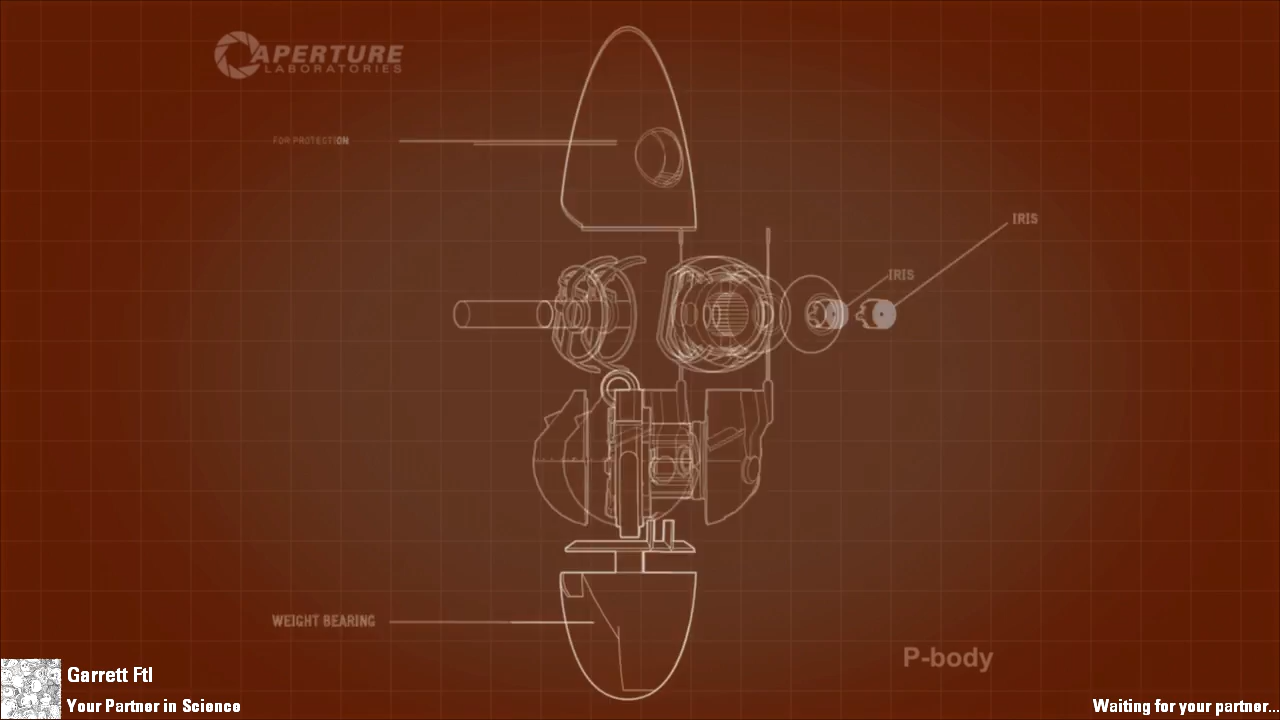 APERTURE
LABORATORIES
FOR PROTECTION
IRIS
IRIS
WEIGHT BEARING
P-body
Garrett Ftl
Your Partner in Science
Waiting for your partner...